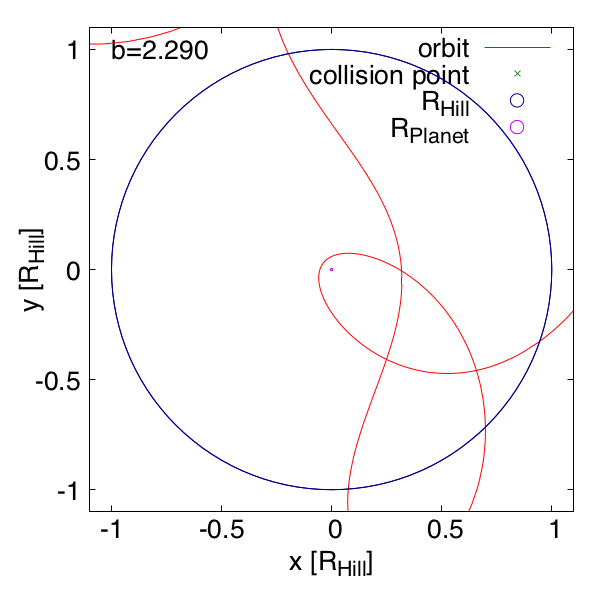 b=2.290
orbit
collision point
R_Hill
R_Planet
1
0.5
0
-0.5
-1
y [R_Hill]
-1
-0.5
0
0.5
1
x [R_Hill]